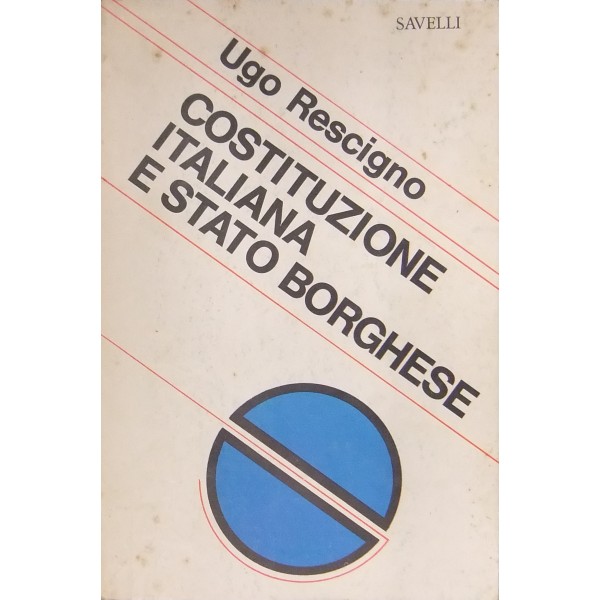 SAVELLI
Ugo Rescigno
COSTITUZIONE
ITALIANA
E STATO BORGHESE